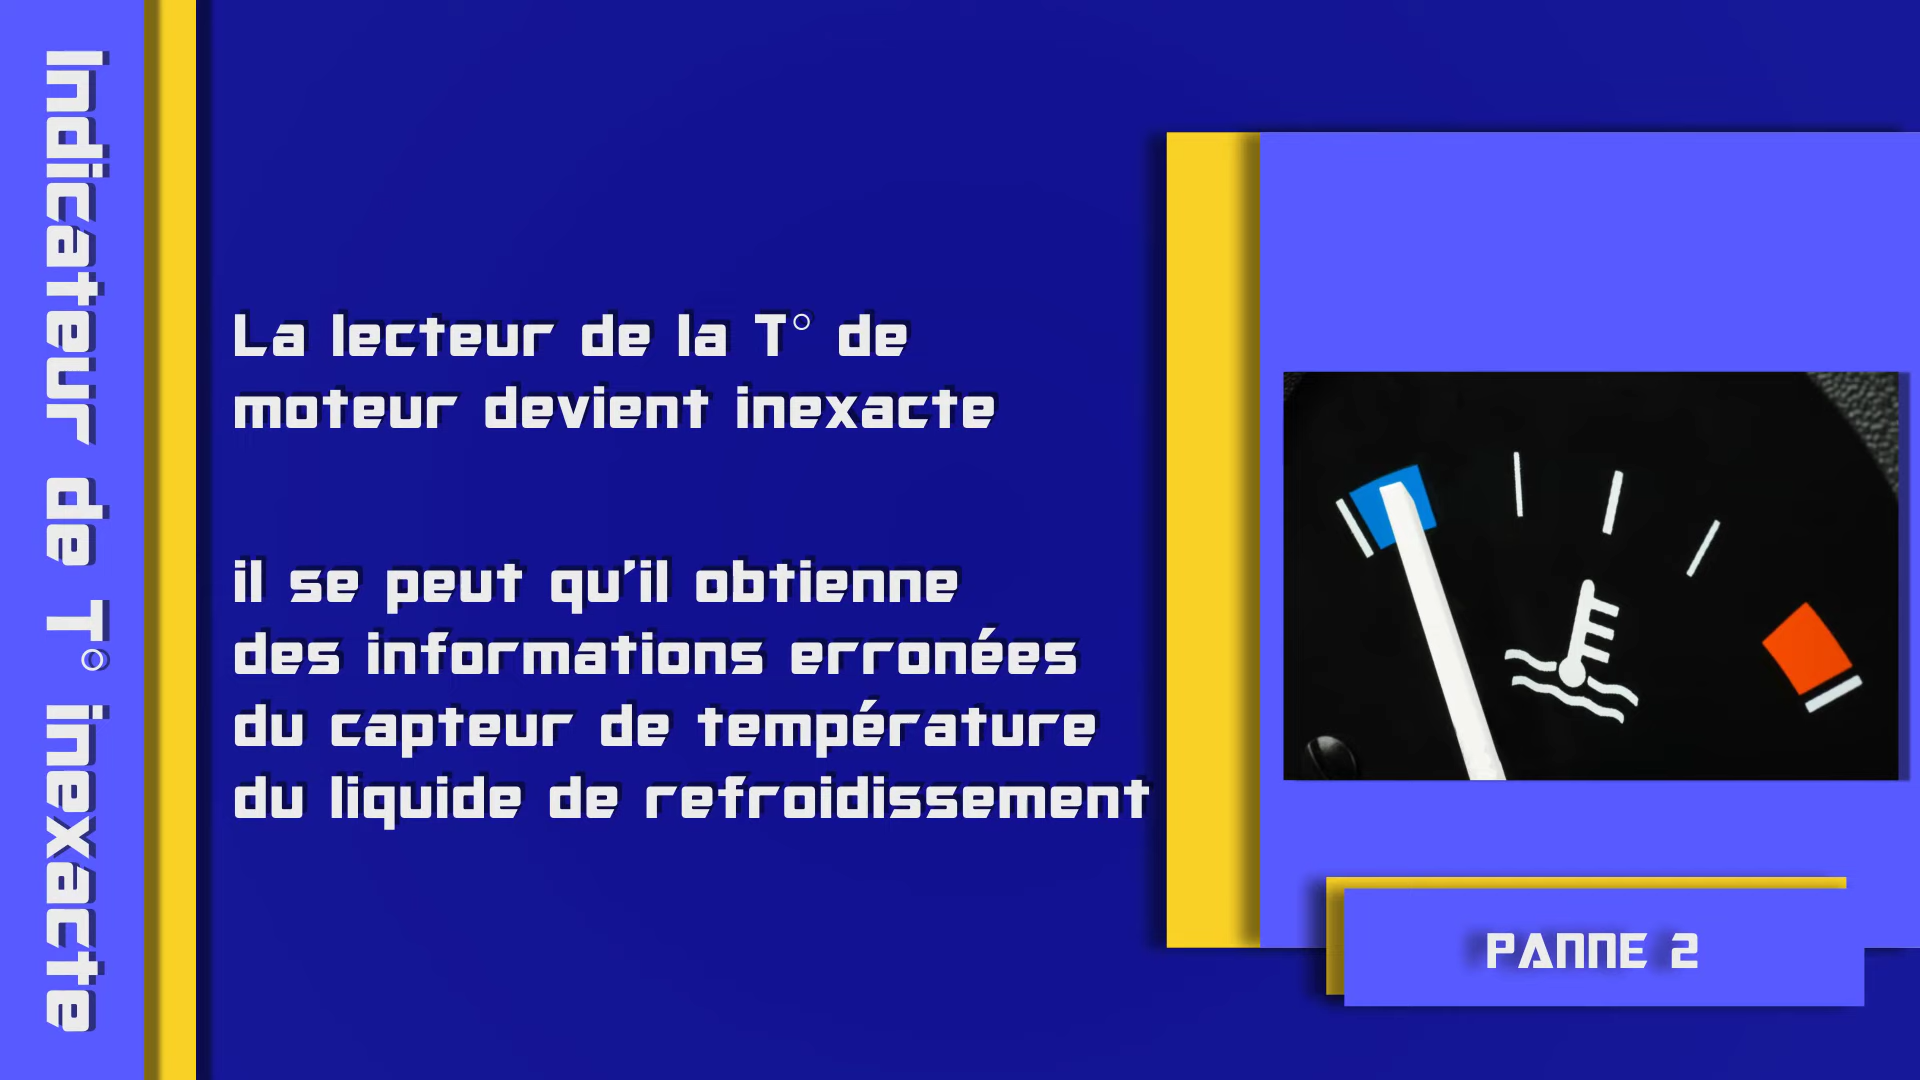 Indicateur de T° inexacte
La lecteur de la T° de
moteur devient inexacte
il se peut qu'il obtienne
des informations erronées
du capteur de température
du liquide de refroidissement
PANNE 2